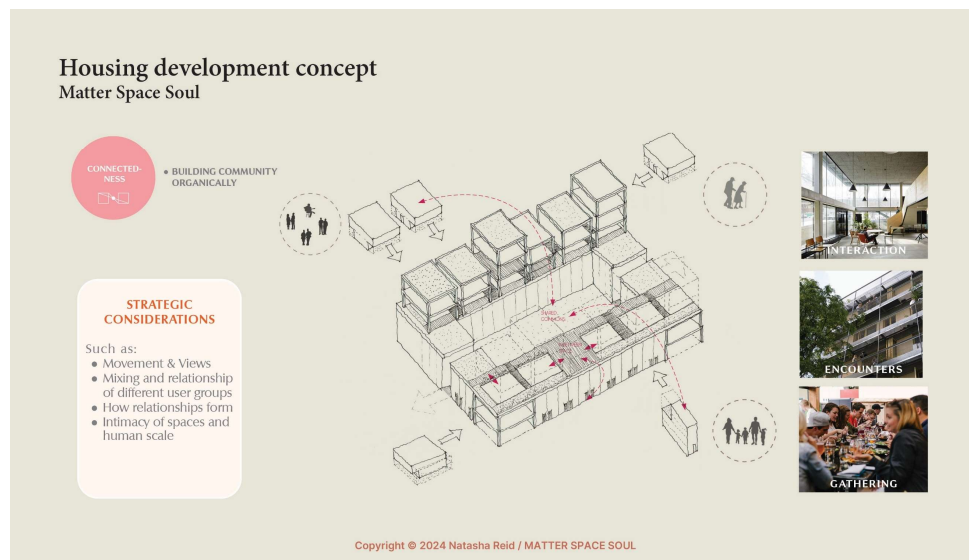 Housing development concept
Matter Space Soul
CONNECTED-
NESS
● BUILDING COMMUNITY
ORGANICALLY
STRATEGIC
CONSIDERATIONS
Such as:
● Movement & Views
● Mixing and relationship
of different user groups
● How relationships form
● Intimacy of spaces and
human scale
SHARED
COMMONS
INTERACTION
ENCOUNTERS
GATHERING
Copyright © 2024 Natasha Reid / MATTER SPACE SOUL